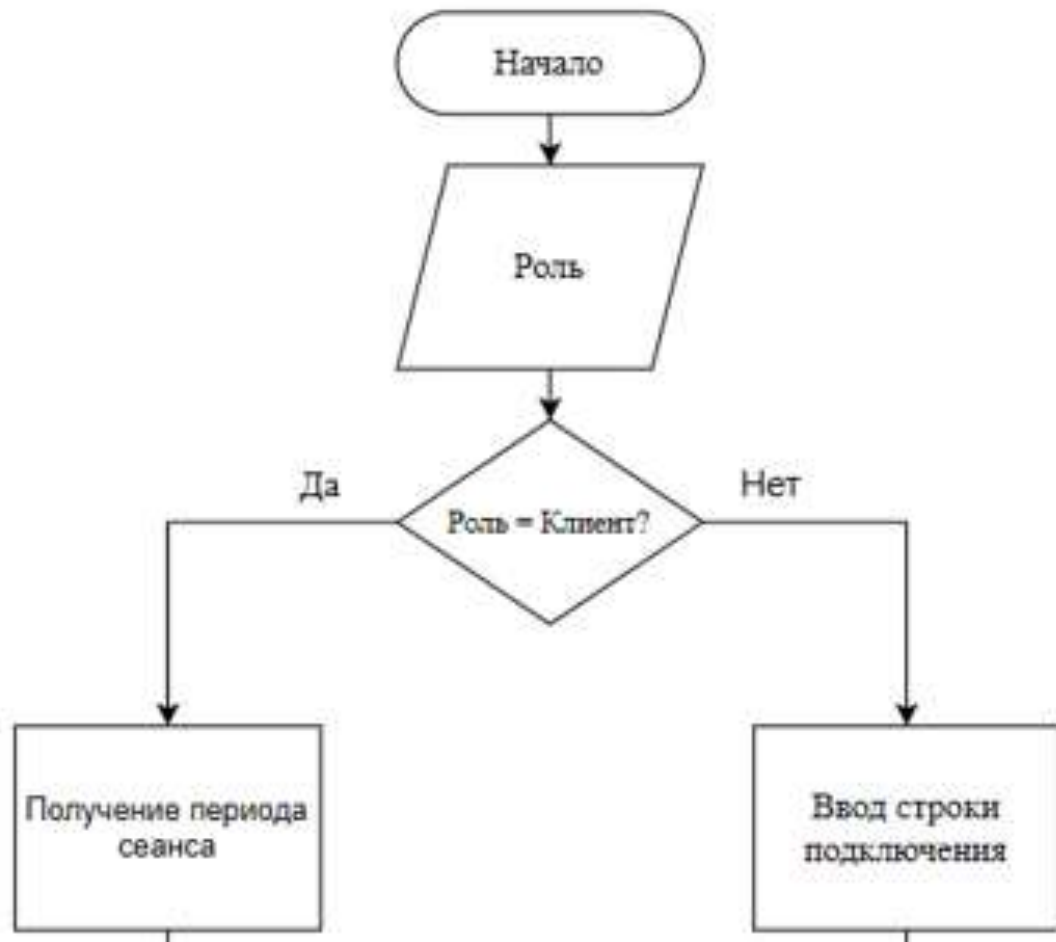 Начало
Роль
Да
Нет
Роль = Клиент?
Получение периода
сеанса
Ввод строки
подключения